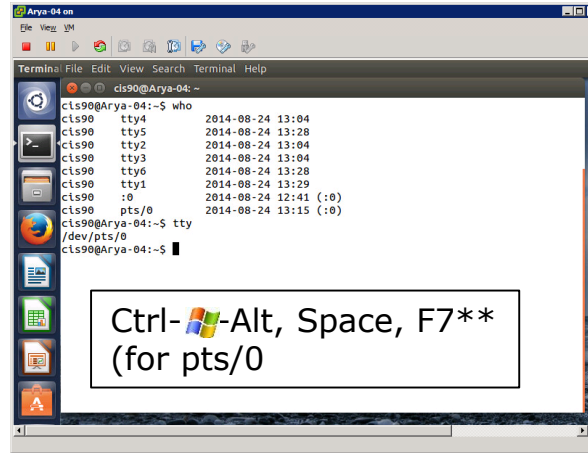 Arya-04 on
File View VM
Terminal File Edit View Search Terminal Help
cis90@Arya-04: ~
cis90@Arya-04:~$ who
cis90 tty4 2014-08-24 13:04
cis90 tty5 2014-08-24 13:28
cis90 tty2 2014-08-24 13:04
cis90 tty3 2014-08-24 13:04
cis90 tty6 2014-08-24 13:28
cis90 tty1 2014-08-24 13:29
cis90 :0 2014-08-24 12:41 (:0)
cis90 pts/0 2014-08-24 13:15 (:0)
cis90@Arya-04:~$ tty
/dev/pts/0
cis90@Arya-04:~$
Ctrl- -Alt, Space, F7**
(for pts/0